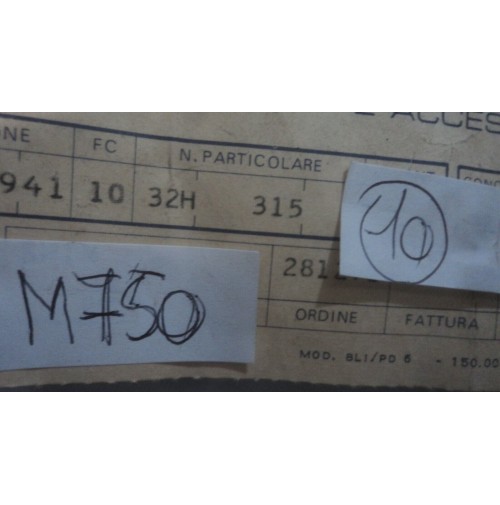 ACCES
NE FC N. PARTICOLARE
941 10 32H 315
10
M750
281
ORDINE FATTURA
MOD. BLI/PD 6 - 150.00